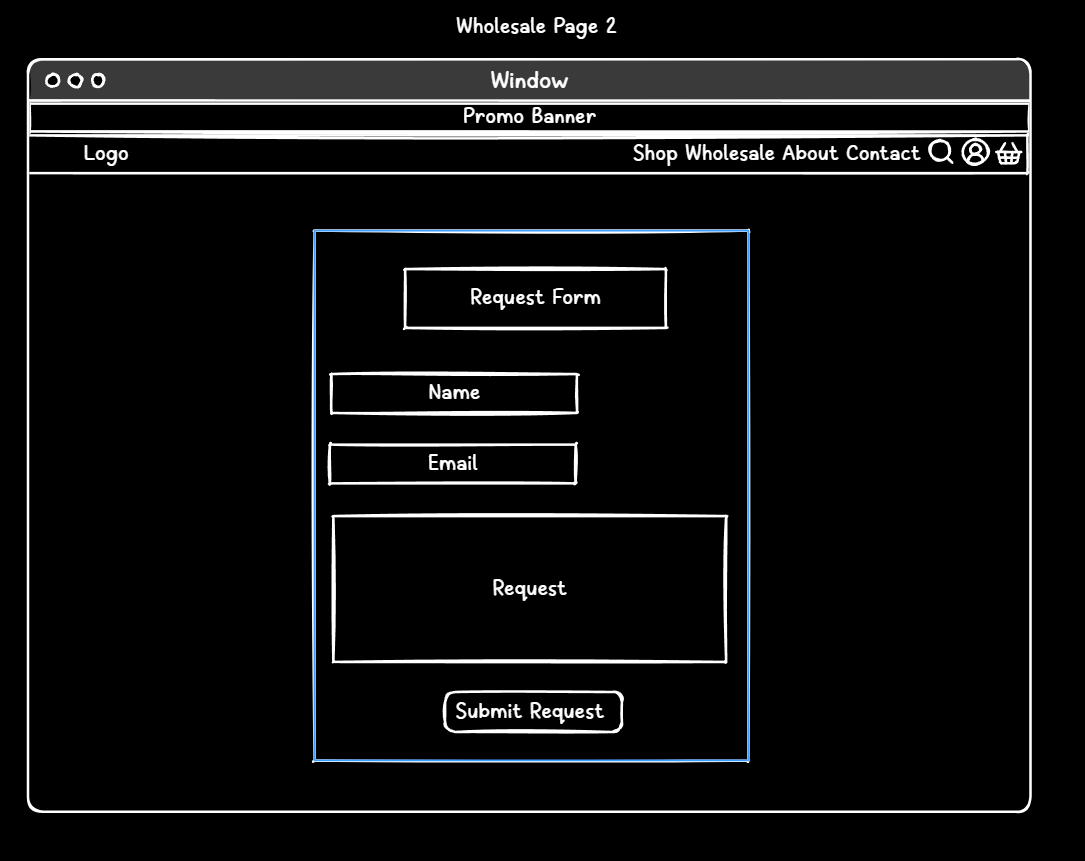 Wholesale Page 2
Window
Promo Banner
Logo Shop Wholesale About Contact
Request Form
Name
Email
Request
Submit Request